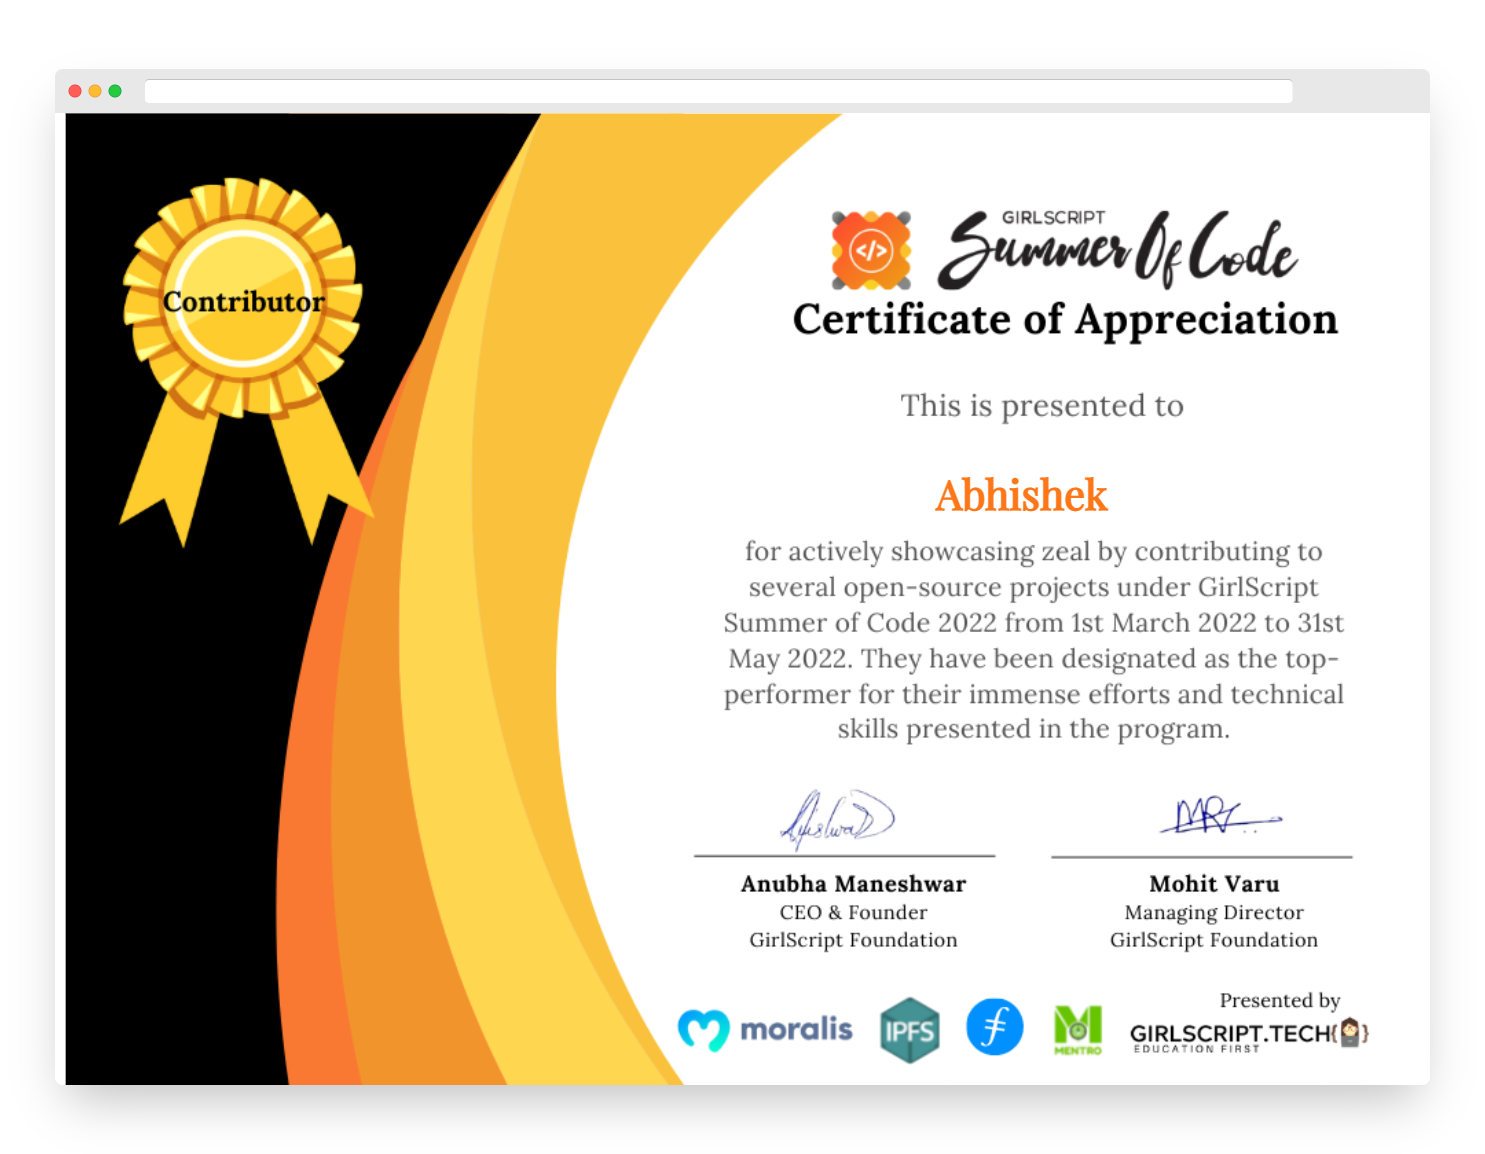 Contributor
GIRLSCRIPT
Summer Of Code
</>
Certificate of Appreciation
This is presented to
Abhishek
for actively showcasing zeal by contributing to
several open-source projects under GirlScript
Summer of Code 2022 from 1st March 2022 to 31st
May 2022. They have been designated as the top-
performer for their immense efforts and technical
skills presented in the program.
Anubha Maneshwar
CEO & Founder
GirlScript Foundation
Mohit Varu
Managing Director
GirlScript Foundation
Presented by
moralis
IPFS
MENTRO
GIRLSCRIPT.TECH{}
EDUCATION FIRST